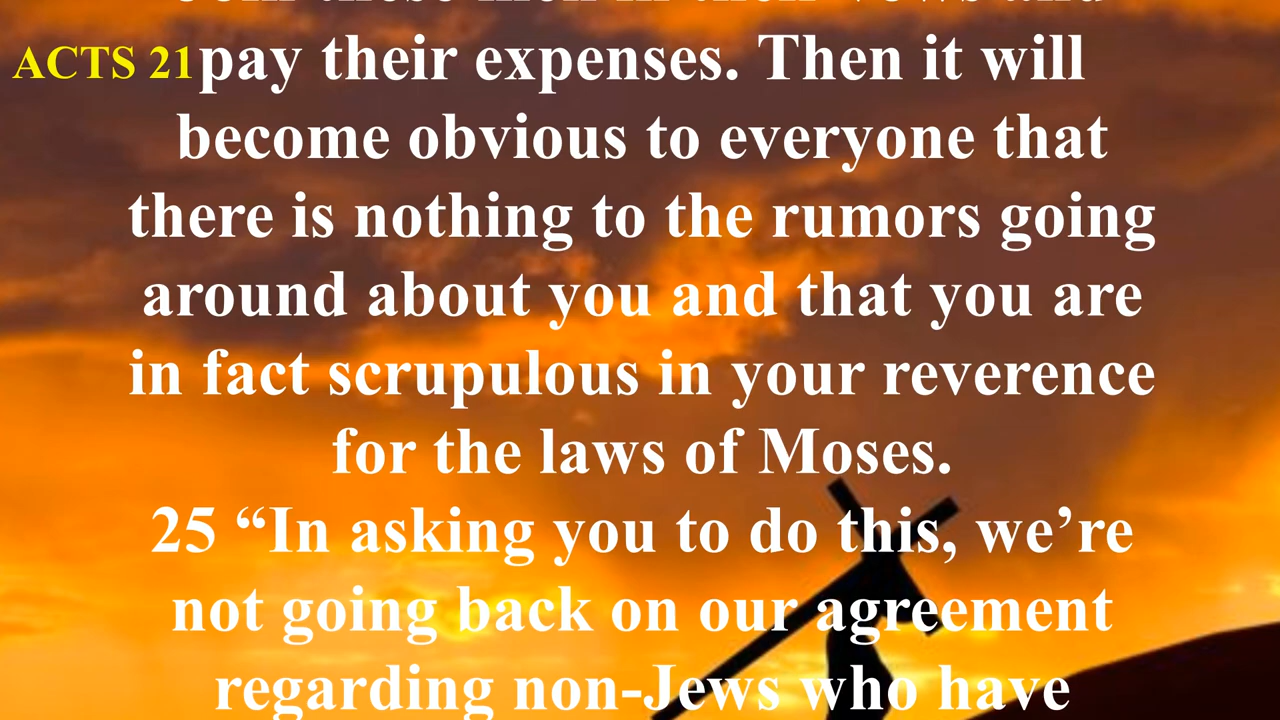 ACTS 21
pay their expenses. Then it will
become obvious to everyone that
there is nothing to the rumors going
around about you and that you are
in fact scrupulous in your reverence
for the laws of Moses.
25 “In asking you to do this, we’re
not going back on our agreement
regarding non-Jews who have